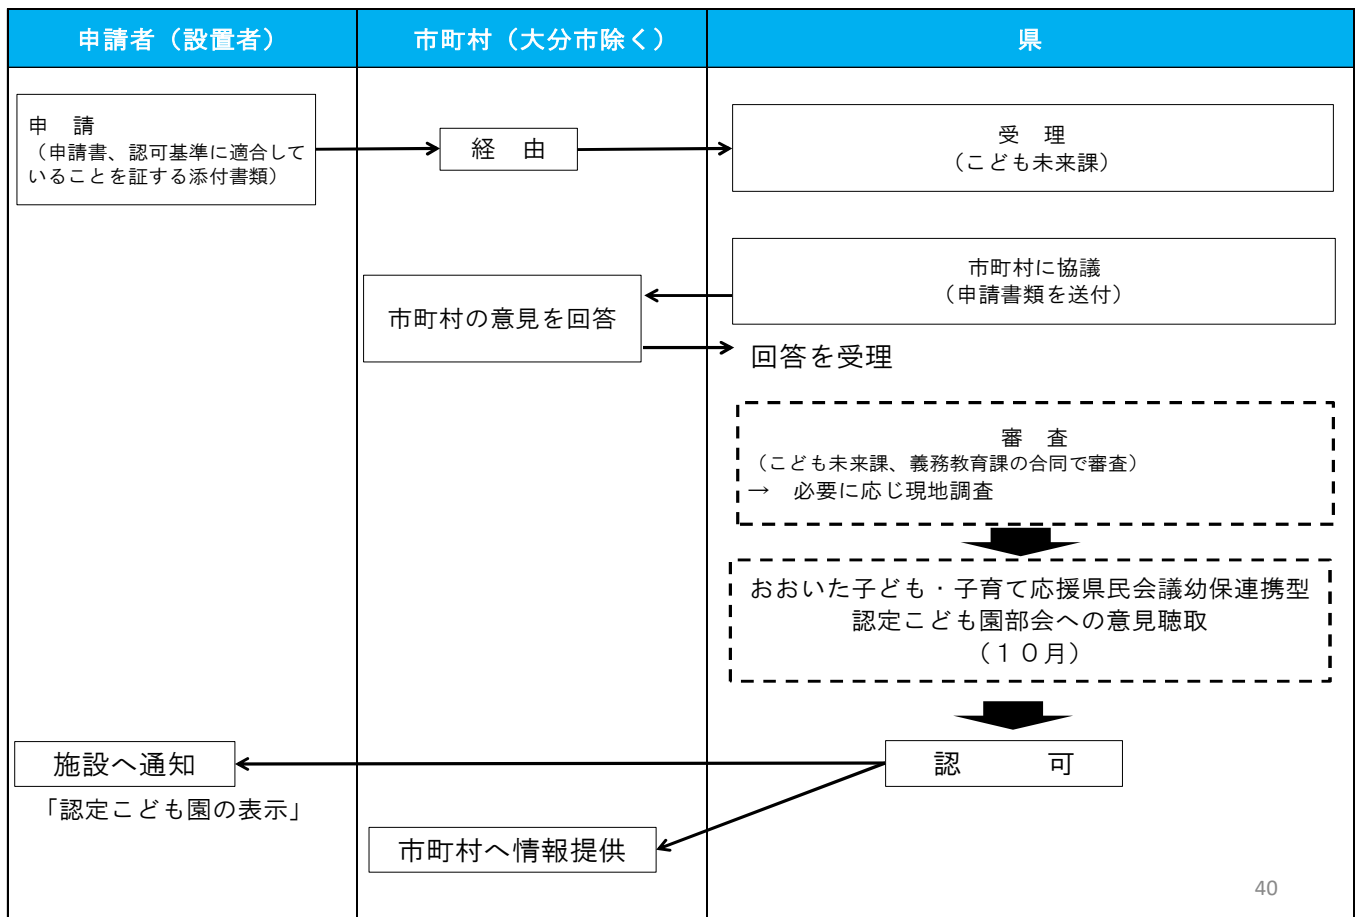 申請者（設置者）
市町村（大分市除く）
県
申　請
（申請書、認可基準に適合して
いることを証する添付書類）
経　由
受　理
（こども未来課）
市町村に協議
（申請書類を送付）
市町村の意見を回答
回答を受理
審　査
（こども未来課、義務教育課の合同で審査）
→　必要に応じ現地調査
おおいた子ども・子育て応援県民会議幼保連携型
認定こども園部会への意見聴取
（１０月）
認　　可
施設へ通知
「認定こども園の表示」
市町村へ情報提供
40